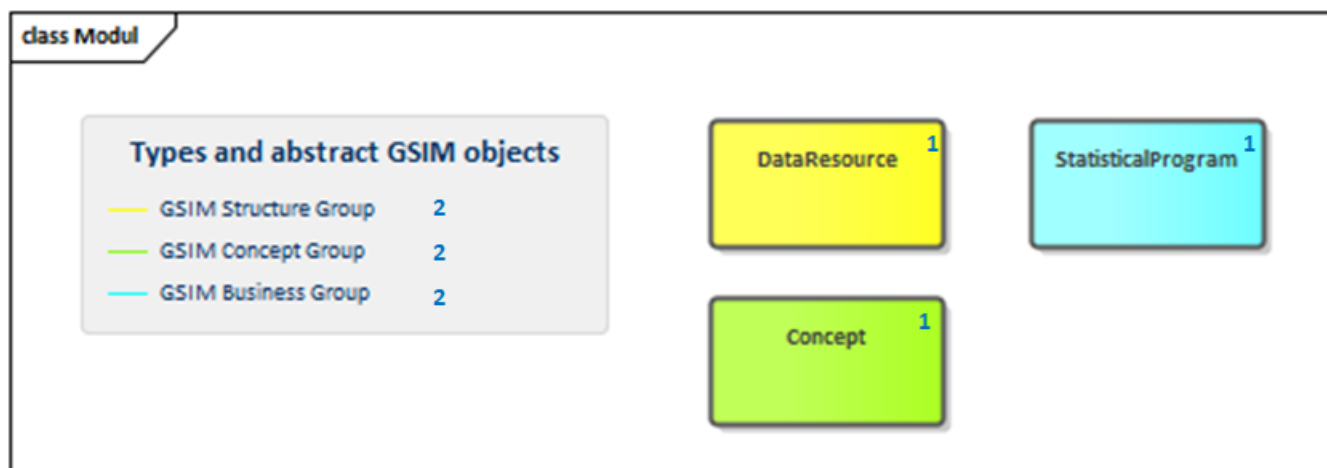 class Modul
Types and abstract GSIM objects
GSIM Structure Group 2
GSIM Concept Group 2
GSIM Business Group 2
DataResource 1
StatisticalProgram 1
Concept 1